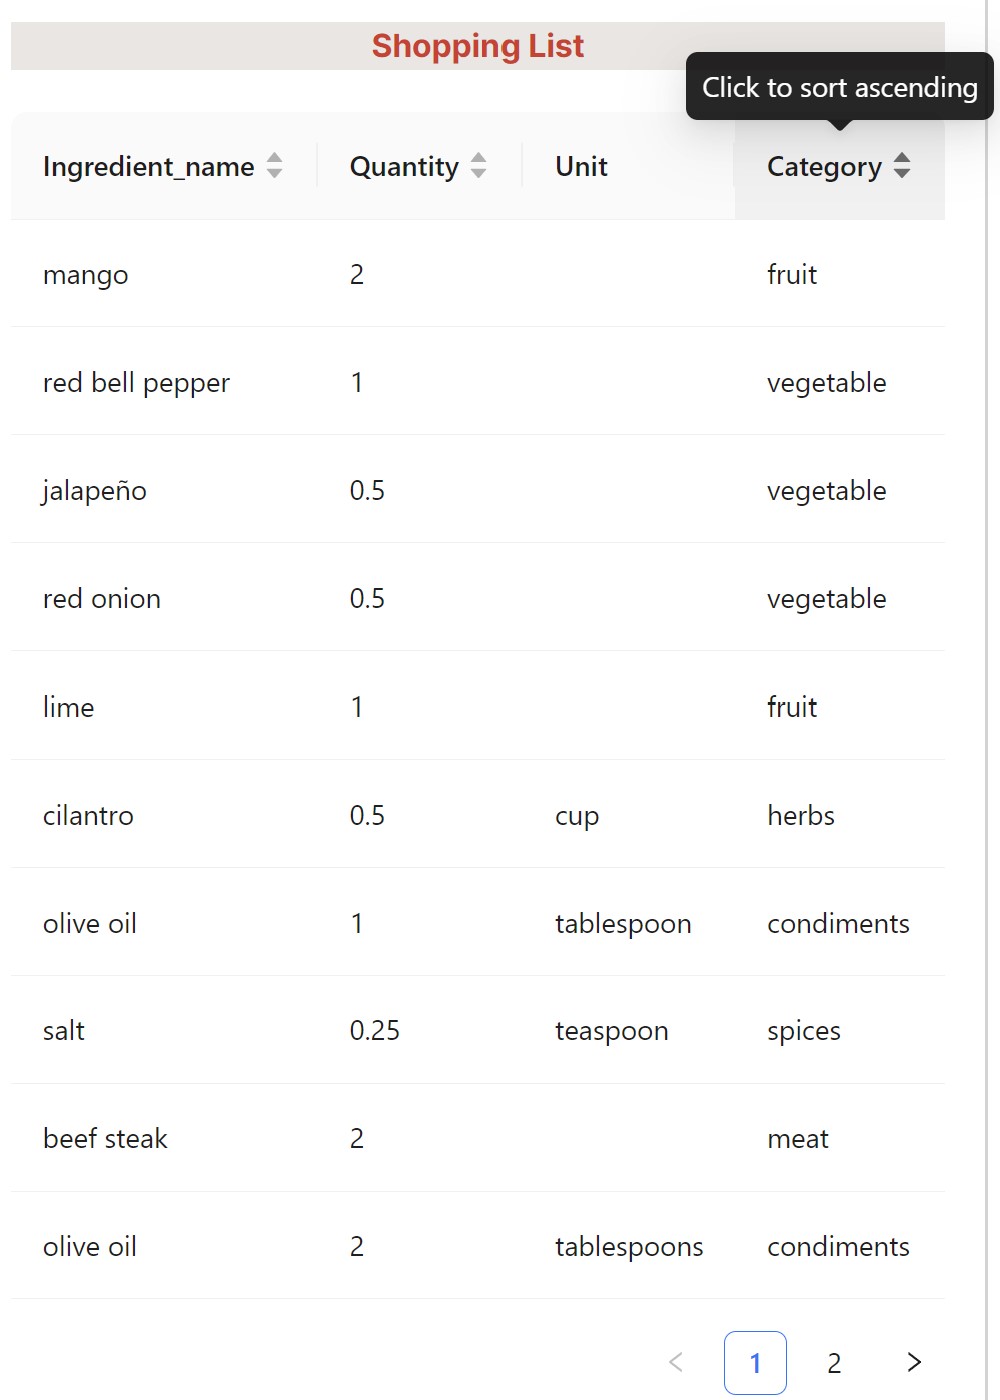 Shopping List
Click to sort ascending
Ingredient_name Quantity Unit Category
mango 2 fruit
red bell pepper 1 vegetable
jalapeño 0.5 vegetable
red onion 0.5 vegetable
lime 1 fruit
cilantro 0.5 cup herbs
olive oil 1 tablespoon condiments
salt 0.25 teaspoon spices
beef steak 2 meat
olive oil 2 tablespoons condiments
< 1 2 >